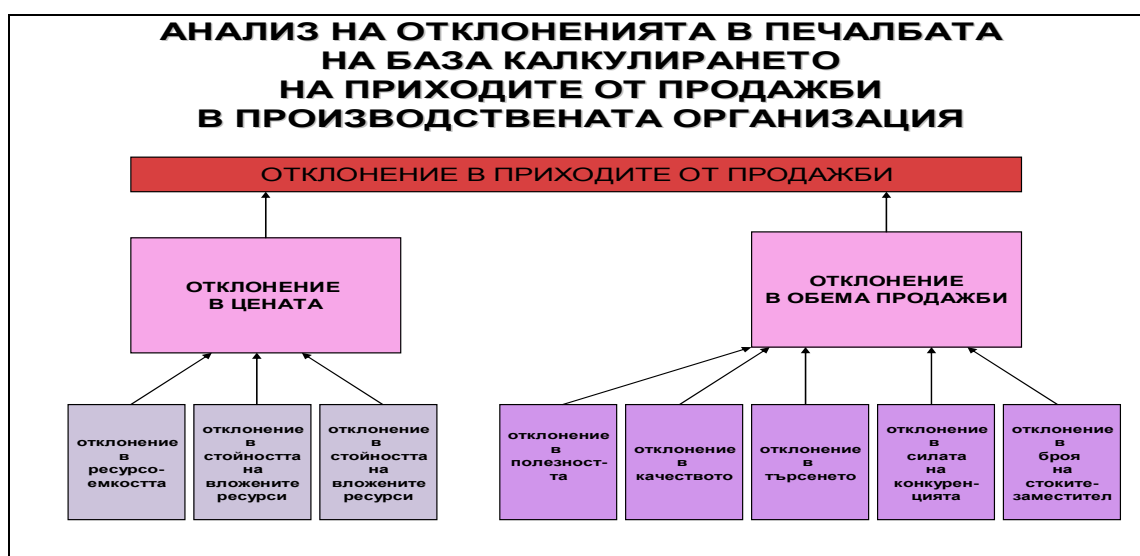 АНАЛИЗ НА ОТКЛОНЕНИЯТА В ПЕЧАЛБАТА
НА БАЗА КАЛКУЛИРАНЕТО
НА ПРИХОДИТЕ ОТ ПРОДАЖБИ
В ПРОИЗВОДСТВЕНАТА ОРГАНИЗАЦИЯ
ОТКЛОНЕНИЕ В ПРИХОДИТЕ ОТ ПРОДАЖБИ
ОТКЛОНЕНИЕ
В ЦЕНАТА
ОТКЛОНЕНИЕ
В ОБЕМА ПРОДАЖБИ
отклонение
в
ресурсо-
емкостта
отклонение
в
стойността
на
вложените
ресурси
отклонение
в
стойността
на
вложените
ресурси
отклонение
в
полезност-
та
отклонение
в
качеството
отклонение
в
търсенето
отклонение
в
силата
на
конкурен-
цията
отклонение
в
броя
на
стоките-
заместител